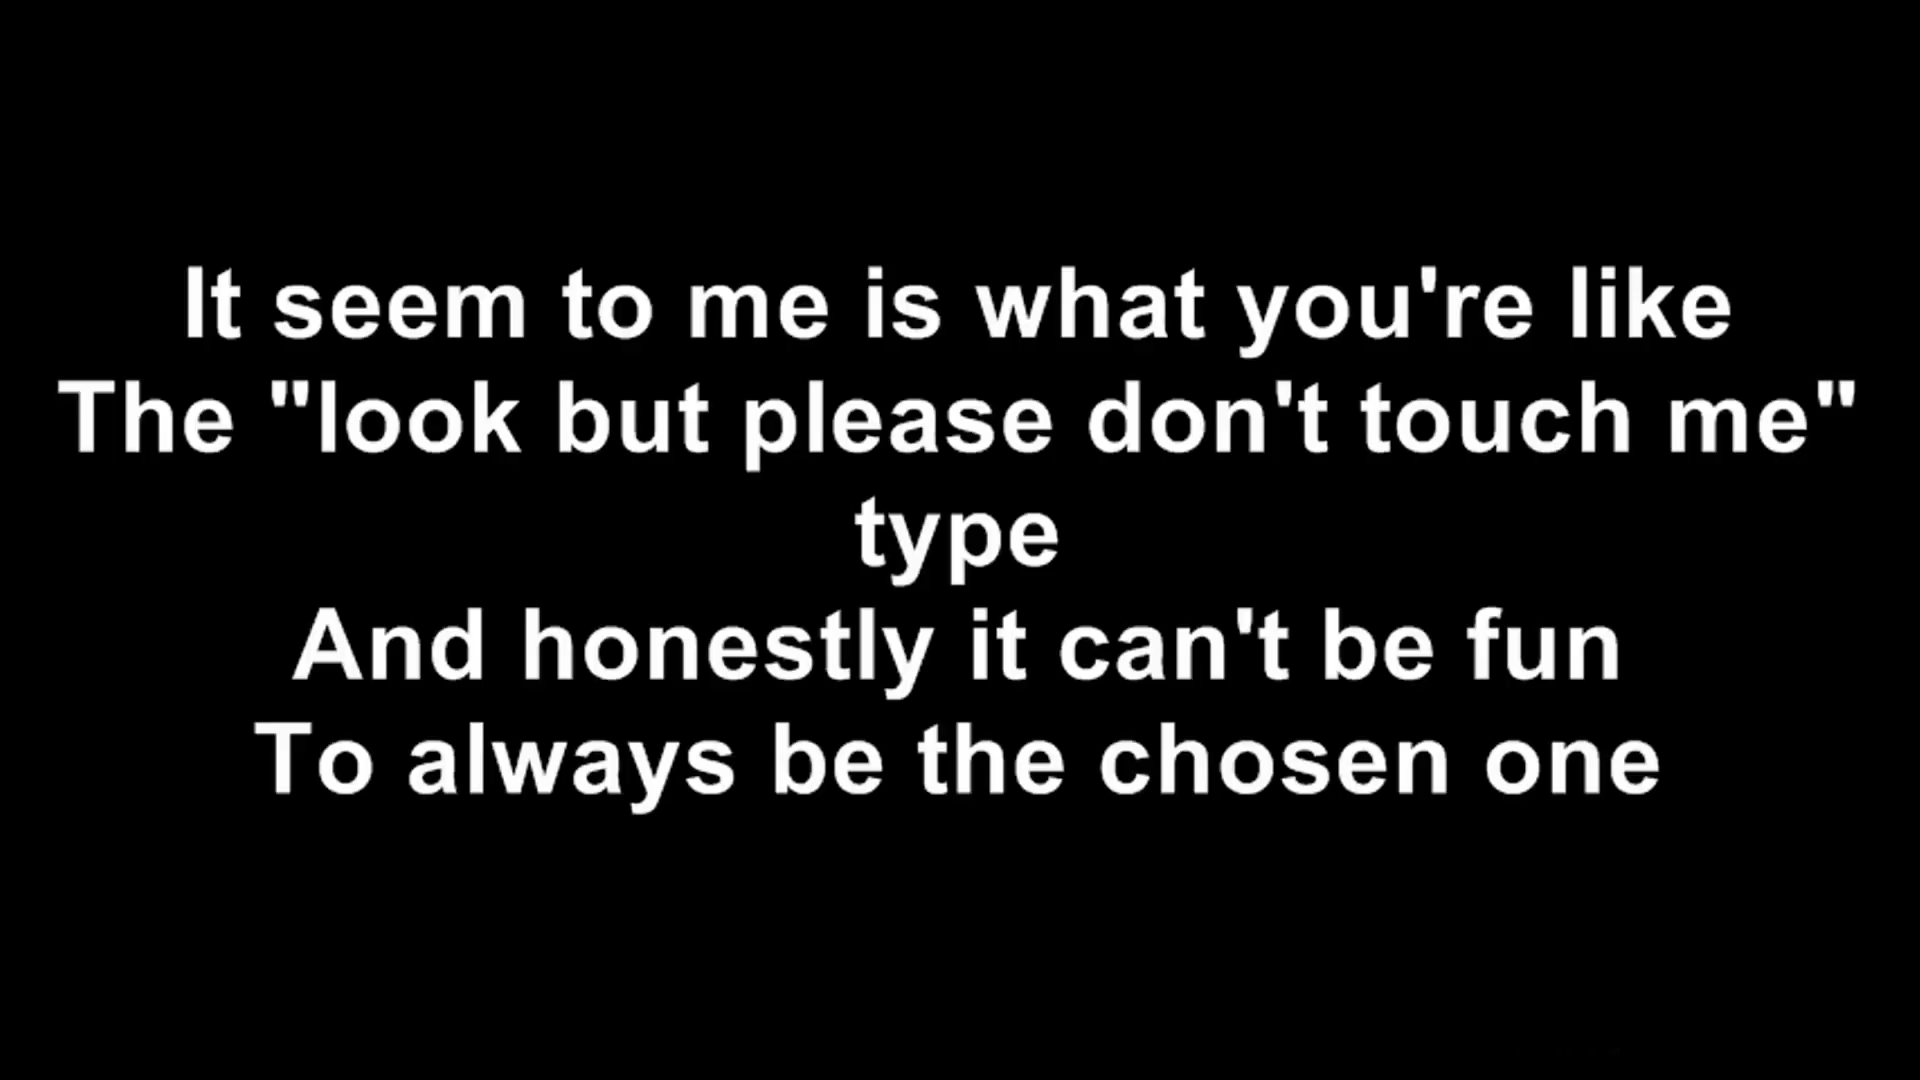 It seem to me is what you're like
The "look but please don't touch me"
type
And honestly it can't be fun
To always be the chosen one